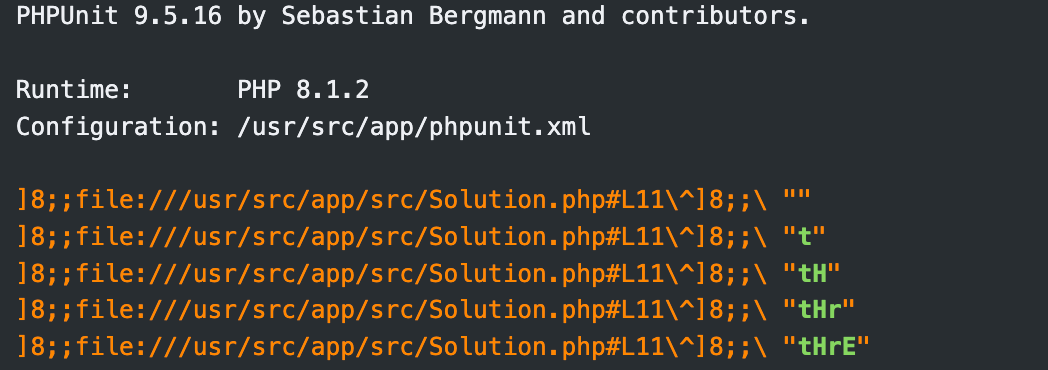 PHPUnit 9.5.16 by Sebastian Bergmann and contributors.
Runtime:       PHP 8.1.2
Configuration: /usr/src/app/phpunit.xml
]8;;file:///usr/src/app/src/Solution.php#L11\^]8;;\ ""
]8;;file:///usr/src/app/src/Solution.php#L11\^]8;;\ "t"
]8;;file:///usr/src/app/src/Solution.php#L11\^]8;;\ "tH"
]8;;file:///usr/src/app/src/Solution.php#L11\^]8;;\ "tHr"
]8;;file:///usr/src/app/src/Solution.php#L11\^]8;;\ "tHrE"